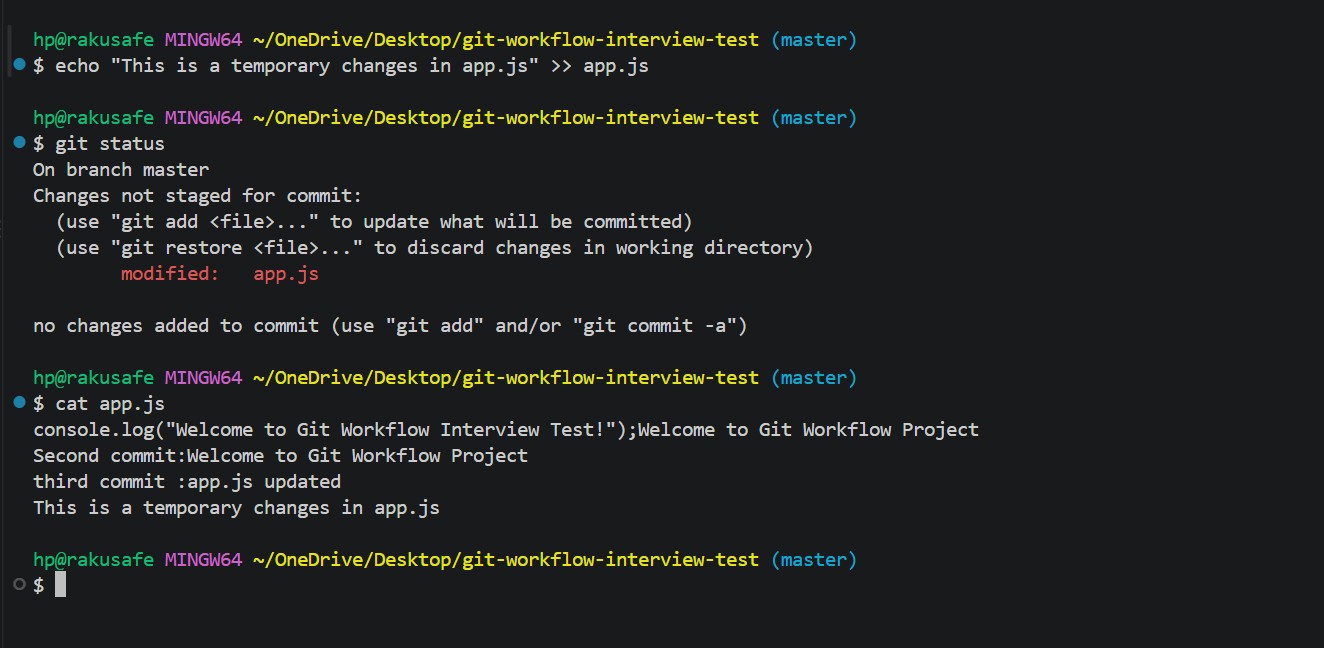 hp@rakusafe MINGW64 ~/OneDrive/Desktop/git-workflow-interview-test (master)
$ echo "This is a temporary changes in app.js" >> app.js
hp@rakusafe MINGW64 ~/OneDrive/Desktop/git-workflow-interview-test (master)
$ git status
On branch master
Changes not staged for commit:
  (use "git add <file>..." to update what will be committed)
  (use "git restore <file>..." to discard changes in working directory)
        modified:   app.js
no changes added to commit (use "git add" and/or "git commit -a")
hp@rakusafe MINGW64 ~/OneDrive/Desktop/git-workflow-interview-test (master)
$ cat app.js
console.log("Welcome to Git Workflow Interview Test!");Welcome to Git Workflow Project
Second commit:Welcome to Git Workflow Project
third commit :app.js updated
This is a temporary changes in app.js
hp@rakusafe MINGW64 ~/OneDrive/Desktop/git-workflow-interview-test (master)
$